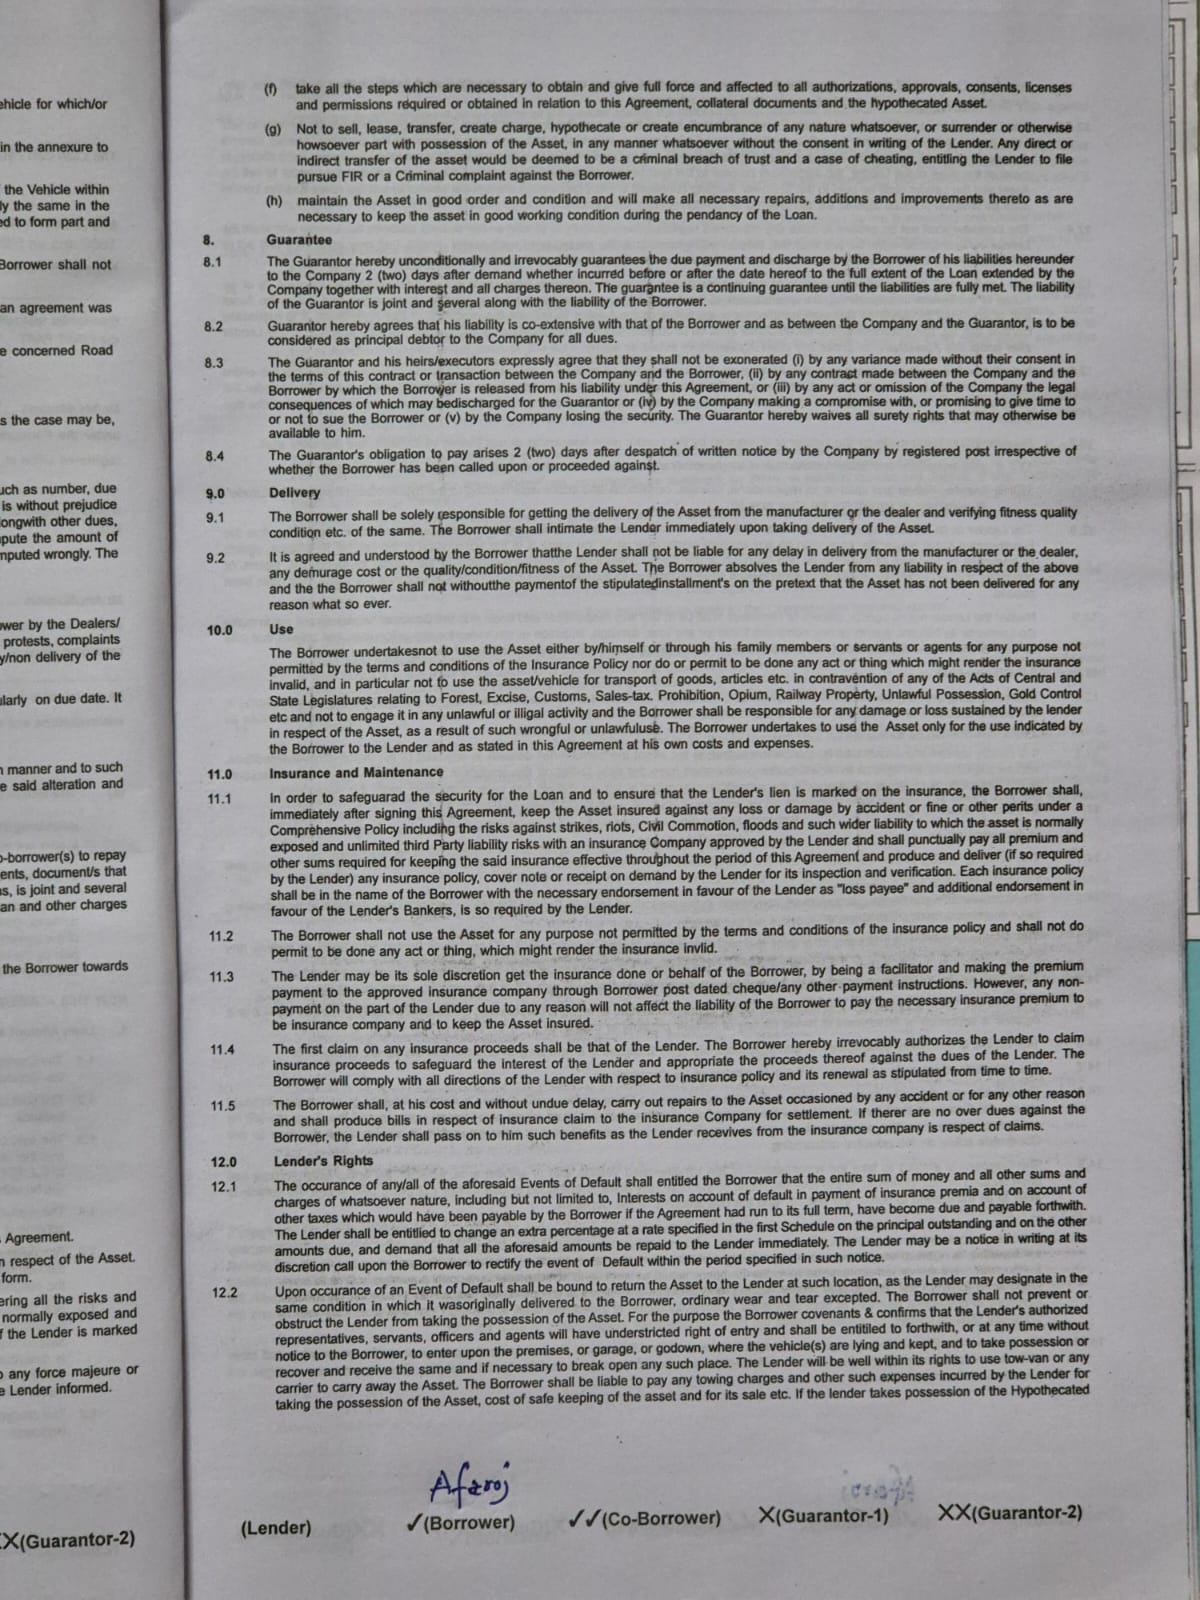 ehicle for which/or
in the annexure to
the Vehicle within
ly the same in the
ed to form part and
Borrower shall not
an agreement was
e concerned Road
s the case may be,
uch as number, due
is without prejudice
longwith other dues,
pute the amount of
mputed wrongly. The
ower by the Dealers/
protests, complaints
y/non delivery of the
ularly on due date. It
n manner and to such
e said alteration and
o-borrower(s) to repay
ents, document/s that
s, is joint and several
an and other charges
the Borrower towards
Agreement.
n respect of the Asset.
form.
ering all the risks and
normally exposed and
f the Lender is marked
o any force majeure or
e Lender informed.
XX(Guarantor-2)
(f) take all the steps which are necessary to obtain and give full force and affected to all authorizations, approvals, consents, licenses
and permissions required or obtained in relation to this Agreement, collateral documents and the hypothecated Asset.
(g) Not to sell, lease, transfer, create charge, hypothecate or create encumbrance of any nature whatsoever, or surrender or otherwise
howsoever part with possession of the Asset, in any manner whatsoever without the consent in writing of the Lender. Any direct or
indirect transfer of the asset would be deemed to be a criminal breach of trust and a case of cheating, entitling the Lender to file
pursue FIR or a Criminal complaint against the Borrower.
(h) maintain the Asset in good order and condition and will make all necessary repairs, additions and improvements thereto as are
necessary to keep the asset in good working condition during the pendancy of the Loan.
8. Guarantee
8.1 The Guarantor hereby unconditionally and irrevocably guarantees the due payment and discharge by the Borrower of his liabilities hereunder
to the Company 2 (two) days after demand whether incurred before or after the date hereof to the full extent of the Loan extended by the
Company together with interest and all charges thereon. The guarantee is a continuing guarantee until the liabilities are fully met. The liability
of the Guarantor is joint and several along with the liability of the Borrower.
8.2 Guarantor hereby agrees that his liability is co-extensive with that of the Borrower and as between the Company and the Guarantor, is to be
considered as principal debtor to the Company for all dues.
8.3 The Guarantor and his heirs/executors expressly agree that they shall not be exonerated (i) by any variance made without their consent in
the terms of this contract or transaction between the Company and the Borrower, (ii) by any contract made between the Company and the
Borrower by which the Borrower is released from his liability under this Agreement, or (iii) by any act or omission of the Company the legal
consequences of which may bedischarged for the Guarantor or (iv) by the Company making a compromise with, or promising to give time to
or not to sue the Borrower or (v) by the Company losing the security. The Guarantor hereby waives all surety rights that may otherwise be
available to him.
8.4 The Guarantor's obligation to pay arises 2 (two) days after despatch of written notice by the Company by registered post irrespective of
whether the Borrower has been called upon or proceeded against.
9.0 Delivery
9.1 The Borrower shall be solely responsible for getting the delivery of the Asset from the manufacturer or the dealer and verifying fitness quality
condition etc. of the same. The Borrower shall intimate the Lender immediately upon taking delivery of the Asset.
9.2 It is agreed and understood by the Borrower thatthe Lender shall not be liable for any delay in delivery from the manufacturer or the dealer,
any demurage cost or the quality/condition/fitness of the Asset. The Borrower absolves the Lender from any liability in respect of the above
and the the Borrower shall not withoutthe paymentof the stipulatedinstallment's on the pretext that the Asset has not been delivered for any
reason what so ever.
10.0 Use
The Borrower undertakesnot to use the Asset either by/himself or through his family members or servants or agents for any purpose not
permitted by the terms and conditions of the Insurance Policy nor do or permit to be done any act or thing which might render the insurance
invalid, and in particular not to use the asset/vehicle for transport of goods, articles etc. in contravention of any of the Acts of Central and
State Legislatures relating to Forest, Excise, Customs, Sales-tax. Prohibition, Opium, Railway Property, Unlawful Possession, Gold Control
etc and not to engage it in any unlawful or illigal activity and the Borrower shall be responsible for any damage or loss sustained by the lender
in respect of the Asset, as a result of such wrongful or unlawfuluse. The Borrower undertakes to use the Asset only for the use indicated by
the Borrower to the Lender and as stated in this Agreement at his own costs and expenses.
11.0 Insurance and Maintenance
11.1 In order to safeguarad the security for the Loan and to ensure that the Lender's lien is marked on the insurance, the Borrower shall,
immediately after signing this Agreement, keep the Asset insured against any loss or damage by accident or fine or other perits under a
Comprehensive Policy including the risks against strikes, riots, Civil Commotion, floods and such wider liability to which the asset is normally
exposed and unlimited third Party liability risks with an insurance Company approved by the Lender and shall punctually pay all premium and
other sums required for keeping the said insurance effective throughout the period of this Agreement and produce and deliver (if so required
by the Lender) any insurance policy, cover note or receipt on demand by the Lender for its inspection and verification. Each insurance policy
shall be in the name of the Borrower with the necessary endorsement in favour of the Lender as "loss payee" and additional endorsement in
favour of the Lender's Bankers, is so required by the Lender.
11.2 The Borrower shall not use the Asset for any purpose not permitted by the terms and conditions of the insurance policy and shall not do
permit to be done any act or thing, which might render the insurance invlid.
11.3 The Lender may be its sole discretion get the insurance done or behalf of the Borrower, by being a facilitator and making the premium
payment to the approved insurance company through Borrower post dated cheque/any other payment instructions. However, any non-
payment on the part of the Lender due to any reason will not affect the liability of the Borrower to pay the necessary insurance premium to
be insurance company and to keep the Asset insured.
11.4 The first claim on any insurance proceeds shall be that of the Lender. The Borrower hereby irrevocably authorizes the Lender to claim
insurance proceeds to safeguard the interest of the Lender and appropriate the proceeds thereof against the dues of the Lender. The
Borrower will comply with all directions of the Lender with respect to insurance policy and its renewal as stipulated from time to time.
11.5 The Borrower shall, at his cost and without undue delay, carry out repairs to the Asset occasioned by any accident or for any other reason
and shall produce bills in respect of insurance claim to the insurance Company for settlement. If therer are no over dues against the
Borrower, the Lender shall pass on to him such benefits as the Lender recevives from the insurance company is respect of claims.
12.0 Lender's Rights
12.1 The occurance of any/all of the aforesaid Events of Default shall entitled the Borrower that the entire sum of money and all other sums and
charges of whatsoever nature, including but not limited to, Interests on account of default in payment of insurance premia and on account of
other taxes which would have been payable by the Borrower if the Agreement had run to its full term, have become due and payable forthwith.
The Lender shall be entitlied to change an extra percentage at a rate specified in the first Schedule on the principal outstanding and on the other
amounts due, and demand that all the aforesaid amounts be repaid to the Lender immediately. The Lender may be a notice in writing at its
discretion call upon the Borrower to rectify the event of Default within the period specified in such notice.
12.2 Upon occurance of an Event of Default shall be bound to return the Asset to the Lender at such location, as the Lender may designate in the
same condition in which it wasoriginally delivered to the Borrower, ordinary wear and tear excepted. The Borrower shall not prevent or
obstruct the Lender from taking the possession of the Asset. For the purpose the Borrower covenants & confirms that the Lender's authorized
representatives, servants, officers and agents will have understricted right of entry and shall be entitiled to forthwith, or at any time without
notice to the Borrower, to enter upon the premises, or garage, or godown, where the vehicle(s) are lying and kept, and to take possession or
recover and receive the same and if necessary to break open any such place. The Lender will be well within its rights to use tow-van or any
carrier to carry away the Asset. The Borrower shall be liable to pay any towing charges and other such expenses incurred by the Lender for
taking the possession of the Asset, cost of safe keeping of the asset and for its sale etc. If the lender takes possession of the Hypothecated
Afaroj
(Lender) ✓(Borrower) ✓✓(Co-Borrower) X(Guarantor-1) XX(Guarantor-2)